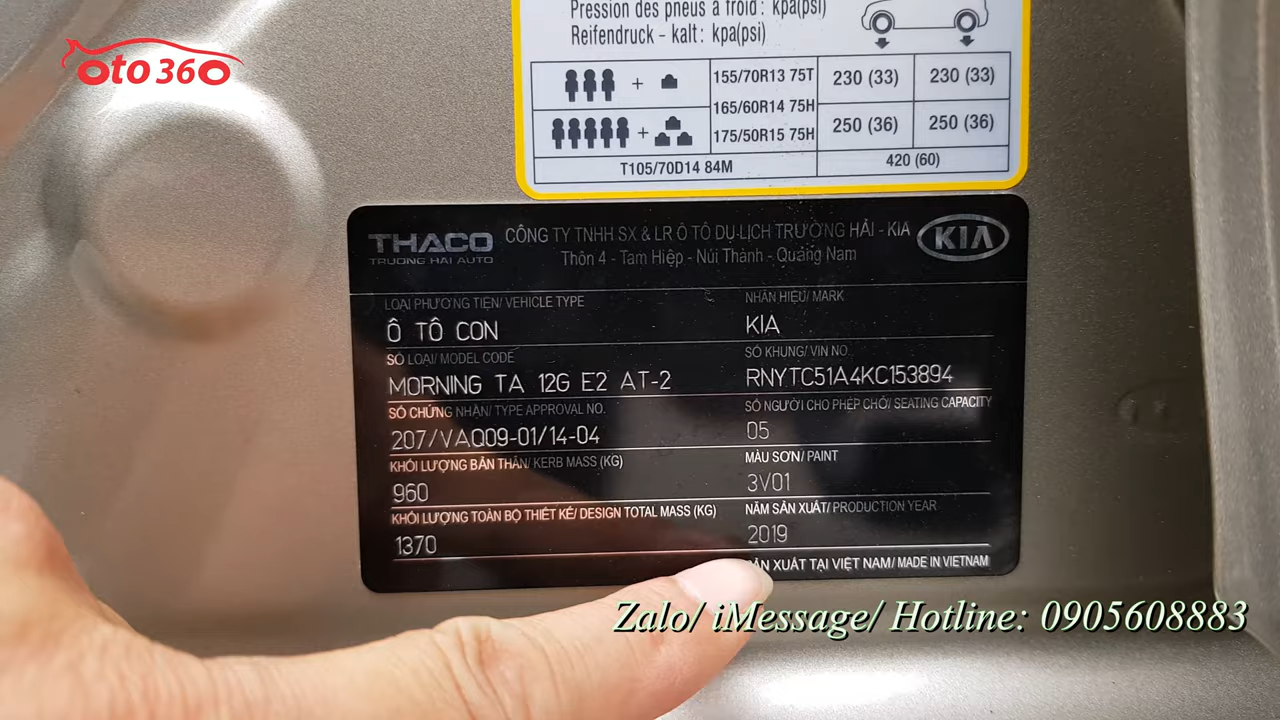 Pression des pneus à froid : kpa(psi)
Reifendruck - kalt: kpa(psi)
oto 360
155/70R13 75T
230 (33)
230 (33)
+
165/60R14 75H
+
175/50R15 75H
250 (36)
250 (36)
T105/70D14 84M
420 (60)
THACO
TRUONG HAI AUTO
CÔNG TY TNHH SX & LR Ô TÔ DU LỊCH TRƯỜNG HẢI - KIA
Thôn 4 - Tam Hiệp - Núi Thành - Quảng Nam
KIA
LOẠI PHƯƠNG TIỆN/ VEHICLE TYPE
Ô TÔ CON
NHÃN HIỆU/ MARK
KIA
SỐ LOẠI/ MODEL CODE
MORNING TA 12G E2 AT-2
SỐ KHUNG/ VIN NO.
RNYTC51A4KC153894
SỐ CHỨNG NHẬN/ TYPE APPROVAL NO.
207/VAQ09-01/14-04
SỐ NGƯỜI CHO PHÉP CHỞ/ SEATING CAPACITY
05
KHỐI LƯỢNG BẢN THÂN/ KERB MASS (KG)
960
MÀU SƠN/ PAINT
3V01
KHỐI LƯỢNG TOÀN BỘ THIẾT KẾ/ DESIGN TOTAL MASS (KG)
1370
NĂM SẢN XUẤT/ PRODUCTION YEAR
2019
XUẤT TẠI VIỆT NAM/ MADE IN VIETNAM
Zalo/ iMessage/ Hotline: 0905608883